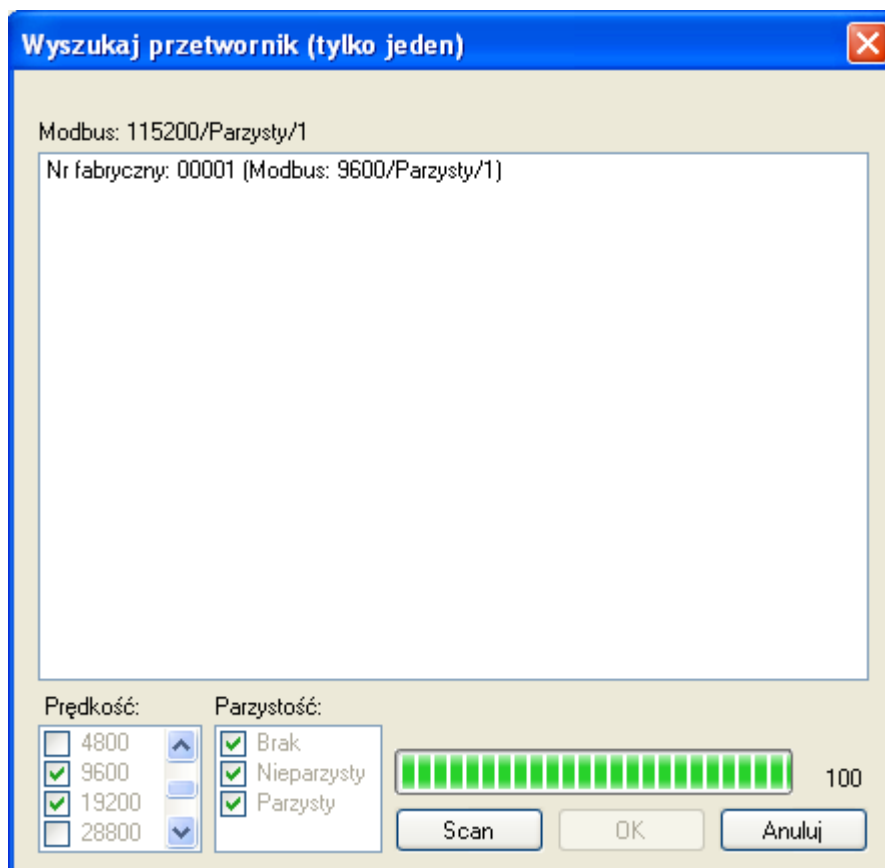 Wyszukaj przetwornik (tylko jeden)
Modbus: 115200/Parzysty/1
Nr fabryczny: 00001 (Modbus: 9600/Parzysty/1)
Prędkość:
Parzystość:
4800
9600
19200
28800
Brak
Nieparzysty
Parzysty
100
Scan
OK
Anuluj